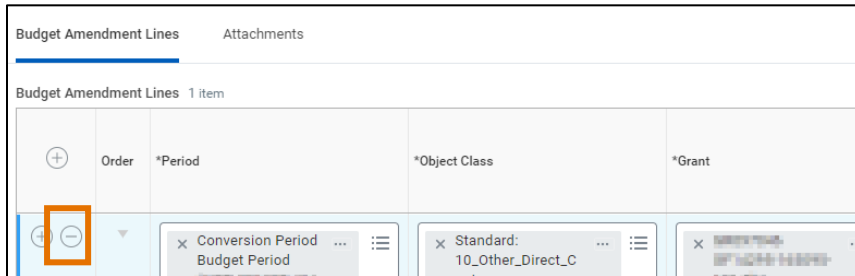 Budget Amendment Lines Attachments
Budget Amendment Lines 1 item
Order *Period *Object Class *Grant
× Conversion Period ... × Standard: ... ×
Budget Period 10_Other_Direct_C